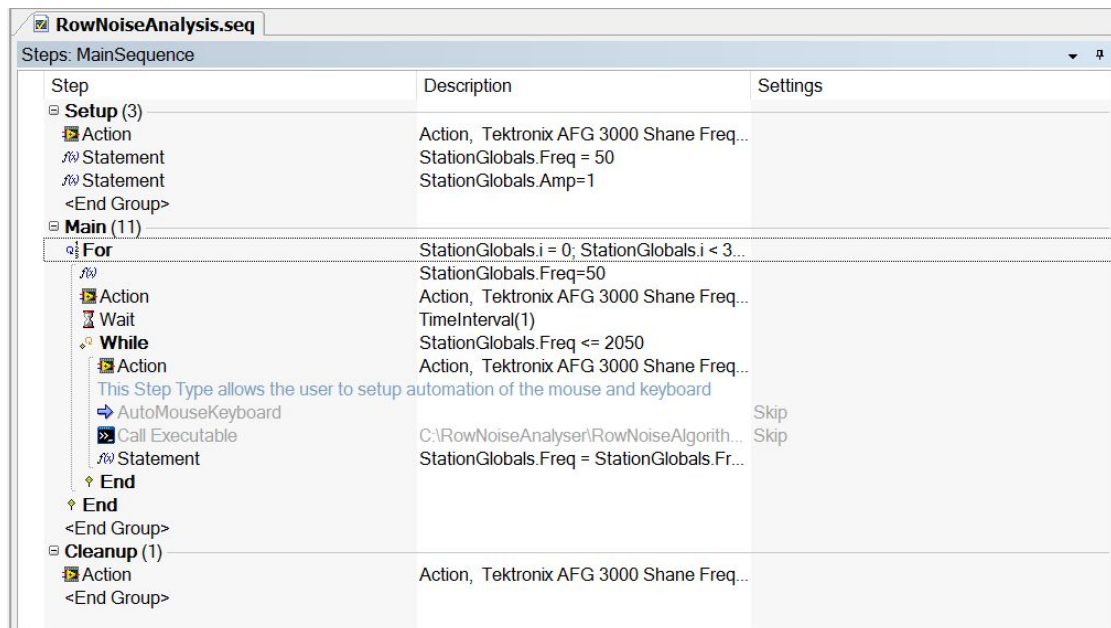 RowNoiseAnalysis.seq
Steps: MainSequence
Step Description Settings
Setup (3)
Action Action, Tektronix AFG 3000 Shane Freq...
f(x) Statement StationGlobals.Freq = 50
f(x) Statement StationGlobals.Amp=1
<End Group>
Main (11)
For StationGlobals.i = 0; StationGlobals.i < 3...
f(x) StationGlobals.Freq=50
Action Action, Tektronix AFG 3000 Shane Freq...
Wait TimeInterval(1)
While StationGlobals.Freq <= 2050
Action Action, Tektronix AFG 3000 Shane Freq...
This Step Type allows the user to setup automation of the mouse and keyboard
AutoMouseKeyboard Skip
Call Executable C:\RowNoiseAnalyser\RowNoiseAlgorith... Skip
f(x) Statement StationGlobals.Freq = StationGlobals.Fr...
End
End
<End Group>
Cleanup (1)
Action Action, Tektronix AFG 3000 Shane Freq...
<End Group>